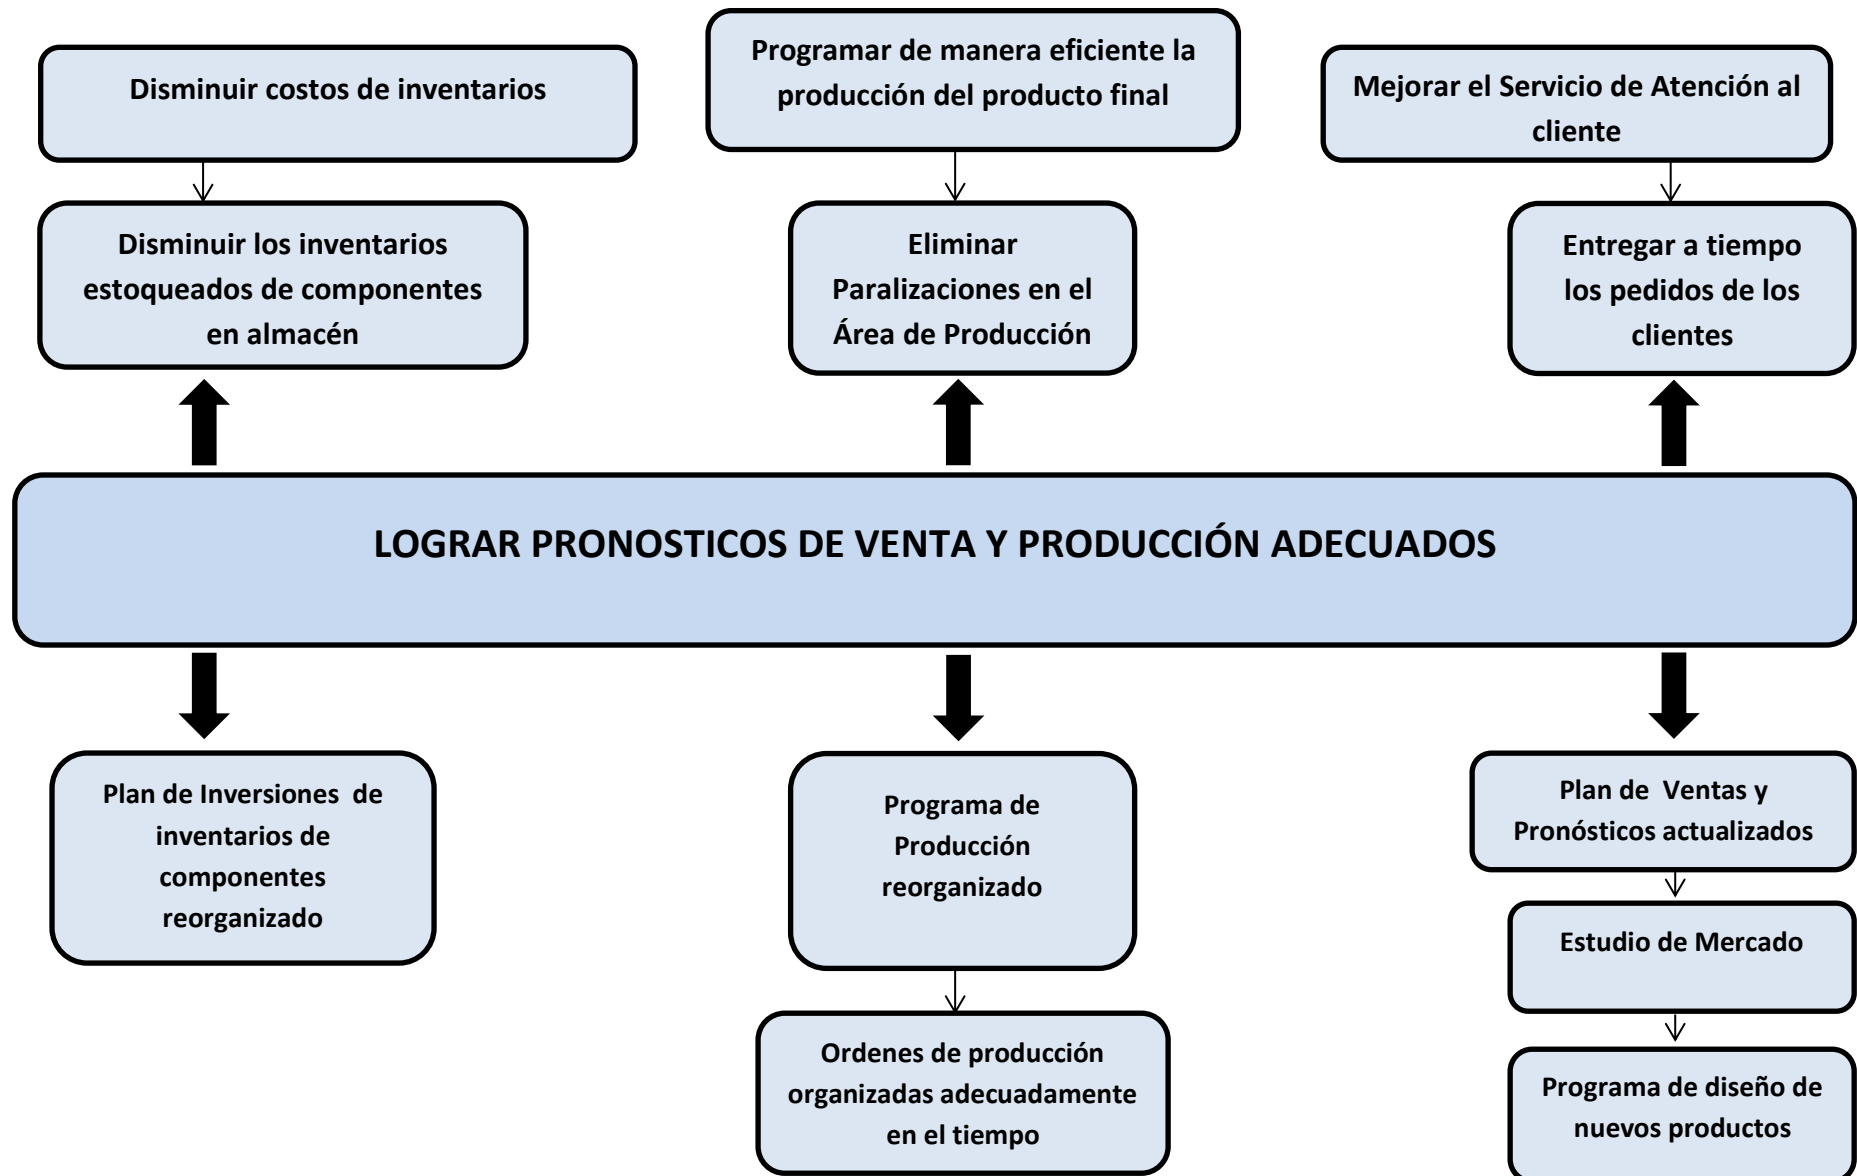 Disminuir costos de inventarios
Programar de manera eficiente la
producción del producto final
Mejorar el Servicio de Atención al
cliente
Disminuir los inventarios
estoqueados de componentes
en almacén
Eliminar
Paralizaciones en el
Área de Producción
Entregar a tiempo
los pedidos de los
clientes
LOGRAR PRONOSTICOS DE VENTA Y PRODUCCIÓN ADECUADOS
Plan de Inversiones de
inventarios de
componentes
reorganizado
Programa de
Producción
reorganizado
Plan de Ventas y
Pronósticos actualizados
Estudio de Mercado
Ordenes de producción
organizadas adecuadamente
en el tiempo
Programa de diseño de
nuevos productos